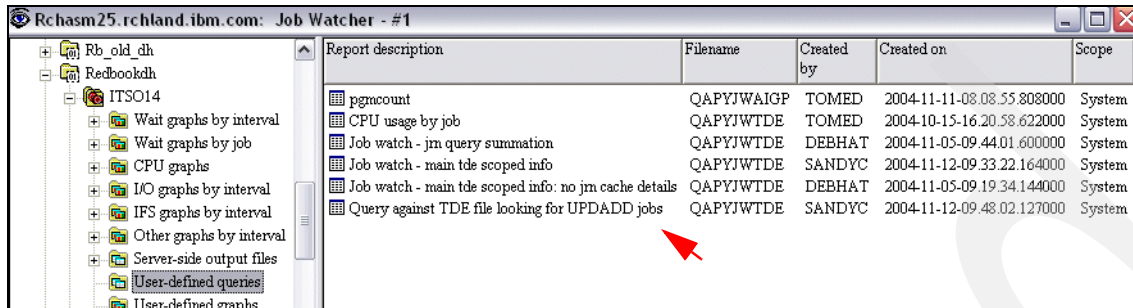 Rchasm25.rchland.ibm.com: Job Watcher - #1
Rb_old_dh
Redbookdh
ITSO14
Wait graphs by interval
Wait graphs by job
CPU graphs
I/O graphs by interval
IFS graphs by interval
Other graphs by interval
Server-side output files
User-defined queries
User-defined graphs
Report description Filename Created by Created on Scope
pgmcount QAPYJWAIGP TOMED 2004-11-11-08.08.55.808000 System
CPU usage by job QAPYJWTDE TOMED 2004-10-15-16.20.58.622000 System
Job watch - jrn query summation QAPYJWTDE DEBHAT 2004-11-05-09.44.01.600000 System
Job watch - main tde scoped info QAPYJWTDE SANDYC 2004-11-12-09.33.22.164000 System
Job watch - main tde scoped info: no jrn cache details QAPYJWTDE DEBHAT 2004-11-05-09.19.34.144000 System
Query against TDE file looking for UPDADD jobs QAPYJWTDE SANDYC 2004-11-12-09.48.02.127000 System